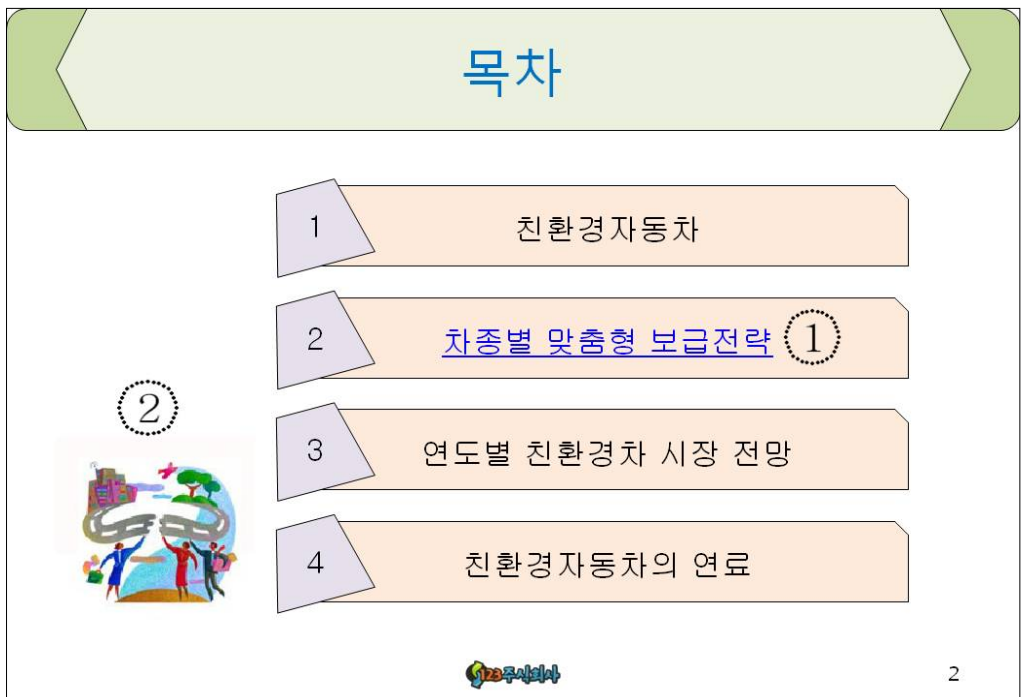 목차
1
친환경자동차
2
차종별 맞춤형 보급전략 ①
②
3
연도별 친환경차 시장 전망
4
친환경자동차의 연료
123주식회사
2